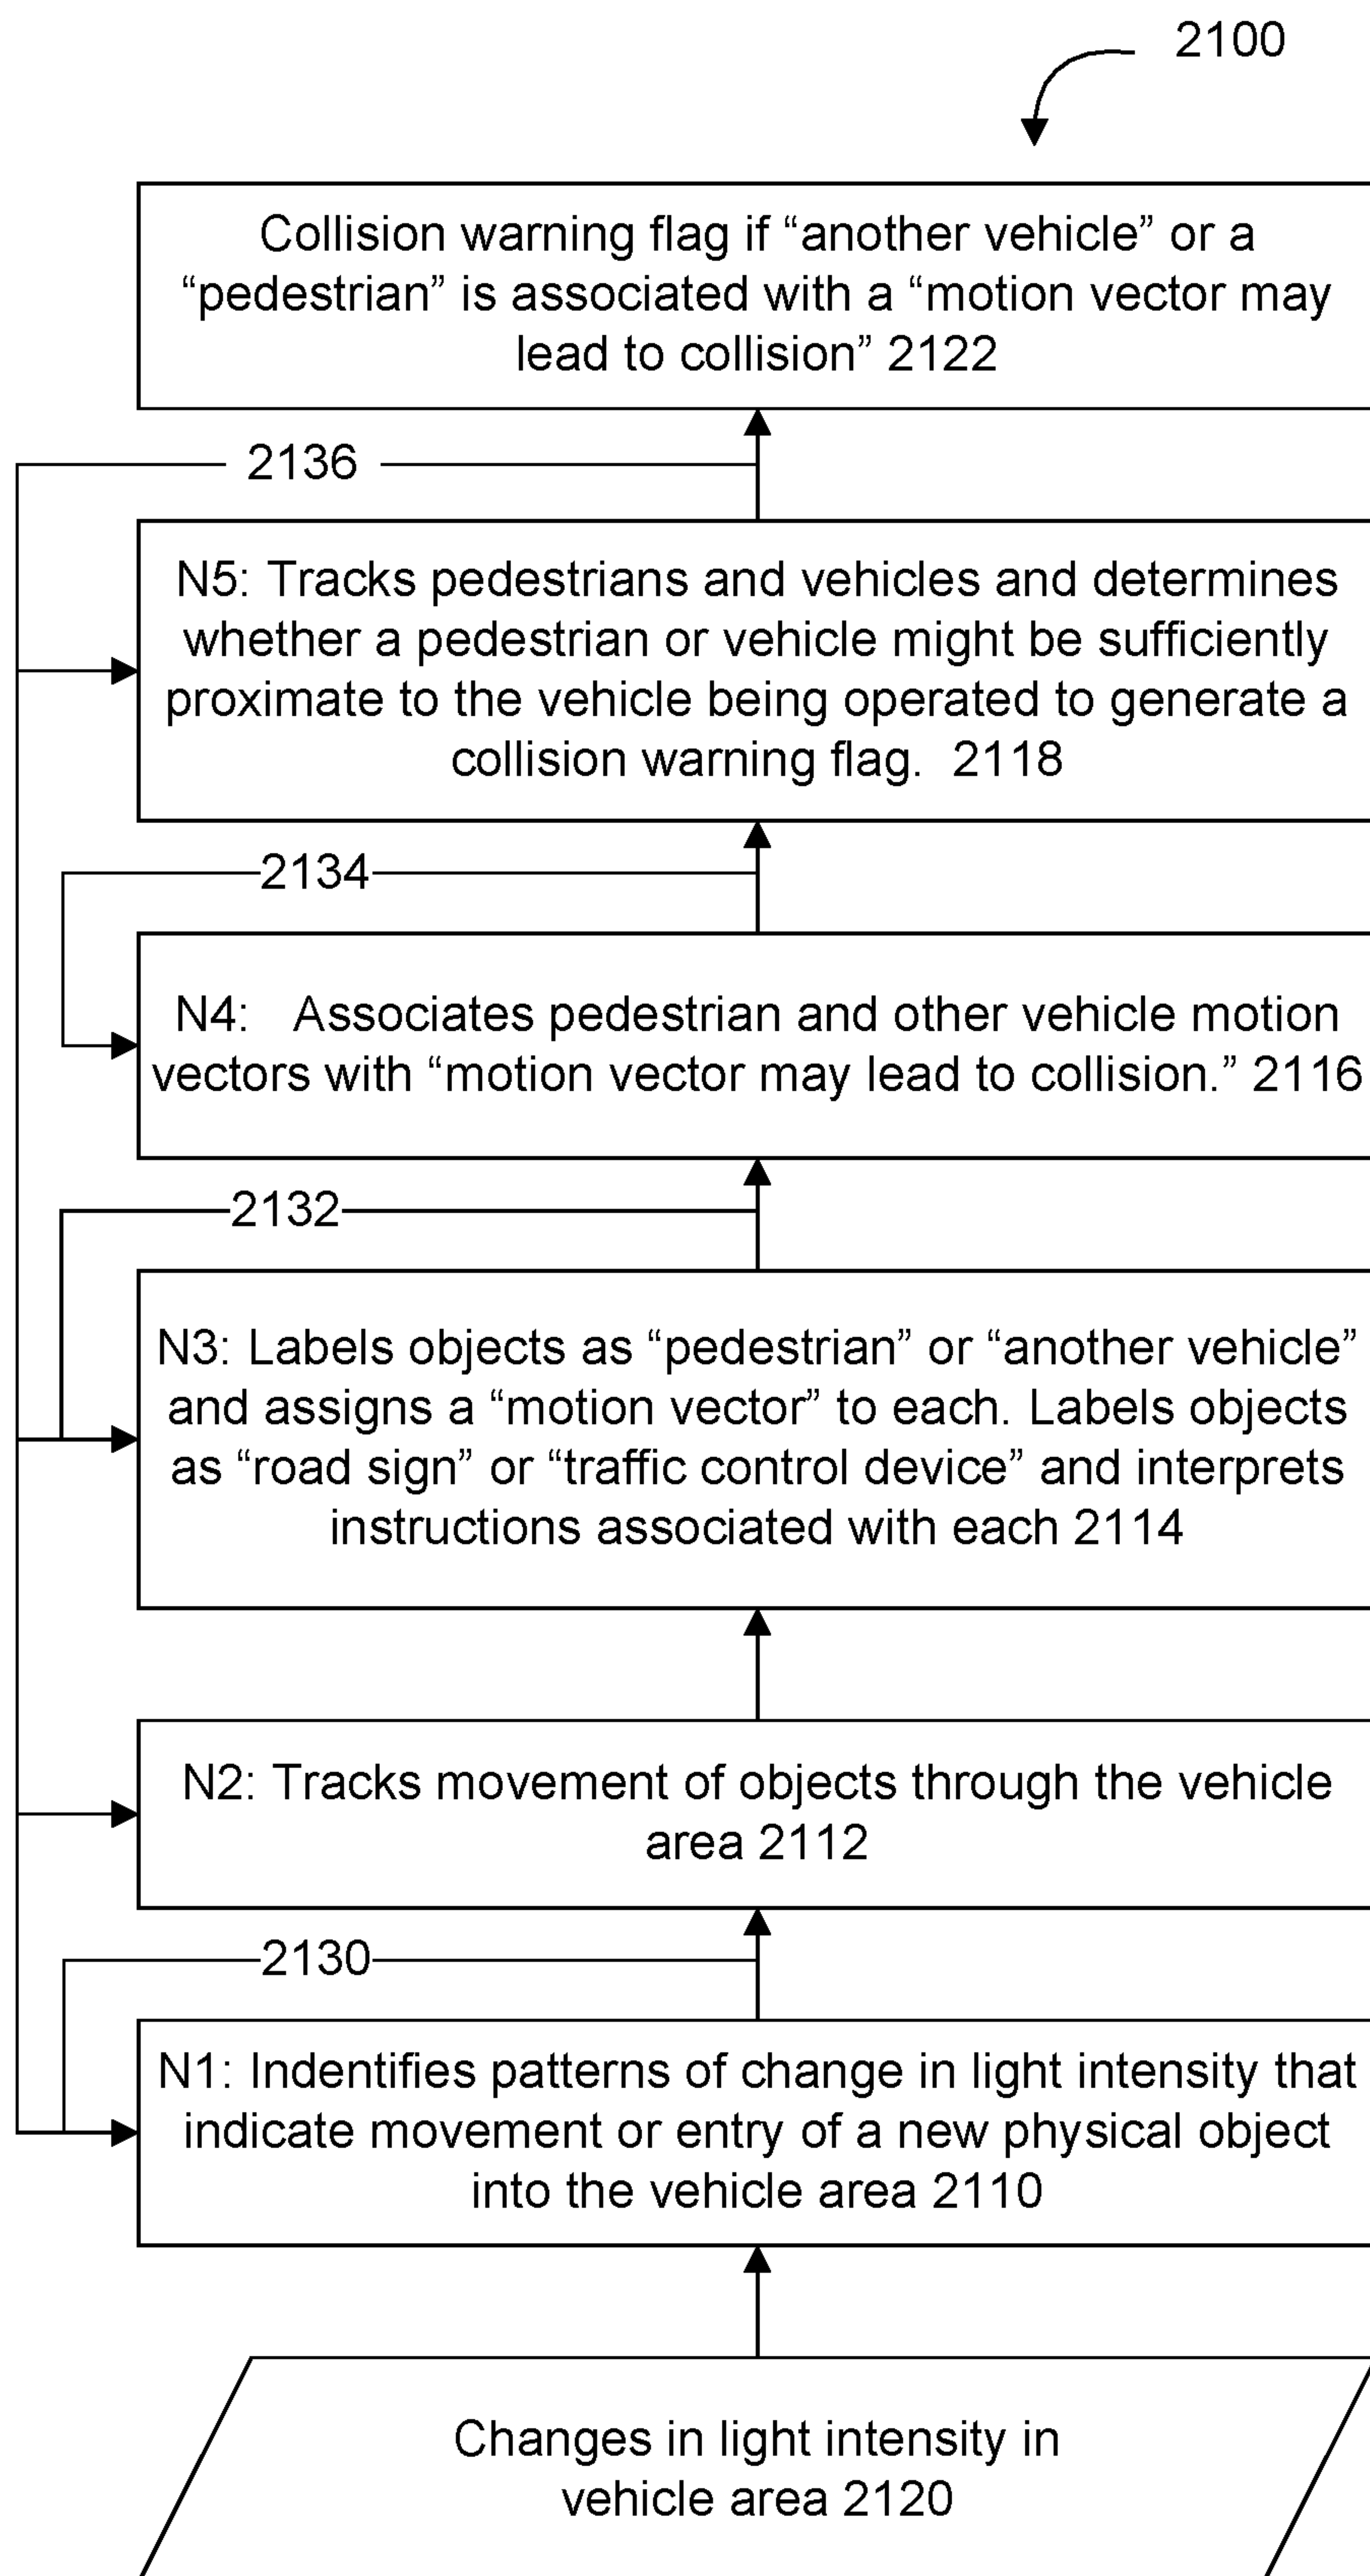 2100
Collision warning flag if “another vehicle” or a
“pedestrian” is associated with a “motion vector may
lead to collision” 2122
2136
N5: Tracks pedestrians and vehicles and determines
whether a pedestrian or vehicle might be sufficiently
proximate to the vehicle being operated to generate a
collision warning flag. 2118
2134
N4: Associates pedestrian and other vehicle motion
vectors with “motion vector may lead to collision.” 2116
2132
N3: Labels objects as “pedestrian” or “another vehicle”
and assigns a “motion vector” to each. Labels objects
as “road sign” or “traffic control device” and interprets
instructions associated with each 2114
N2: Tracks movement of objects through the vehicle
area 2112
2130
N1: Indentifies patterns of change in light intensity that
indicate movement or entry of a new physical object
into the vehicle area 2110
Changes in light intensity in
vehicle area 2120